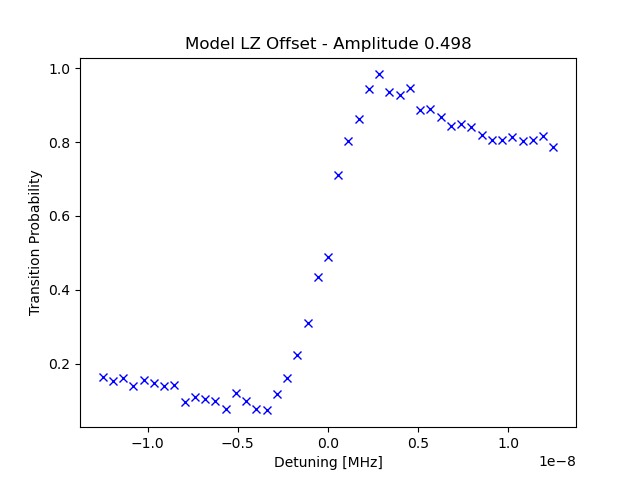 Model LZ Offset - Amplitude 0.498
1.0
0.8
0.6
0.4
0.2
Transition Probability
−1.0 −0.5 0.0 0.5 1.0
1e−8
Detuning [MHz]